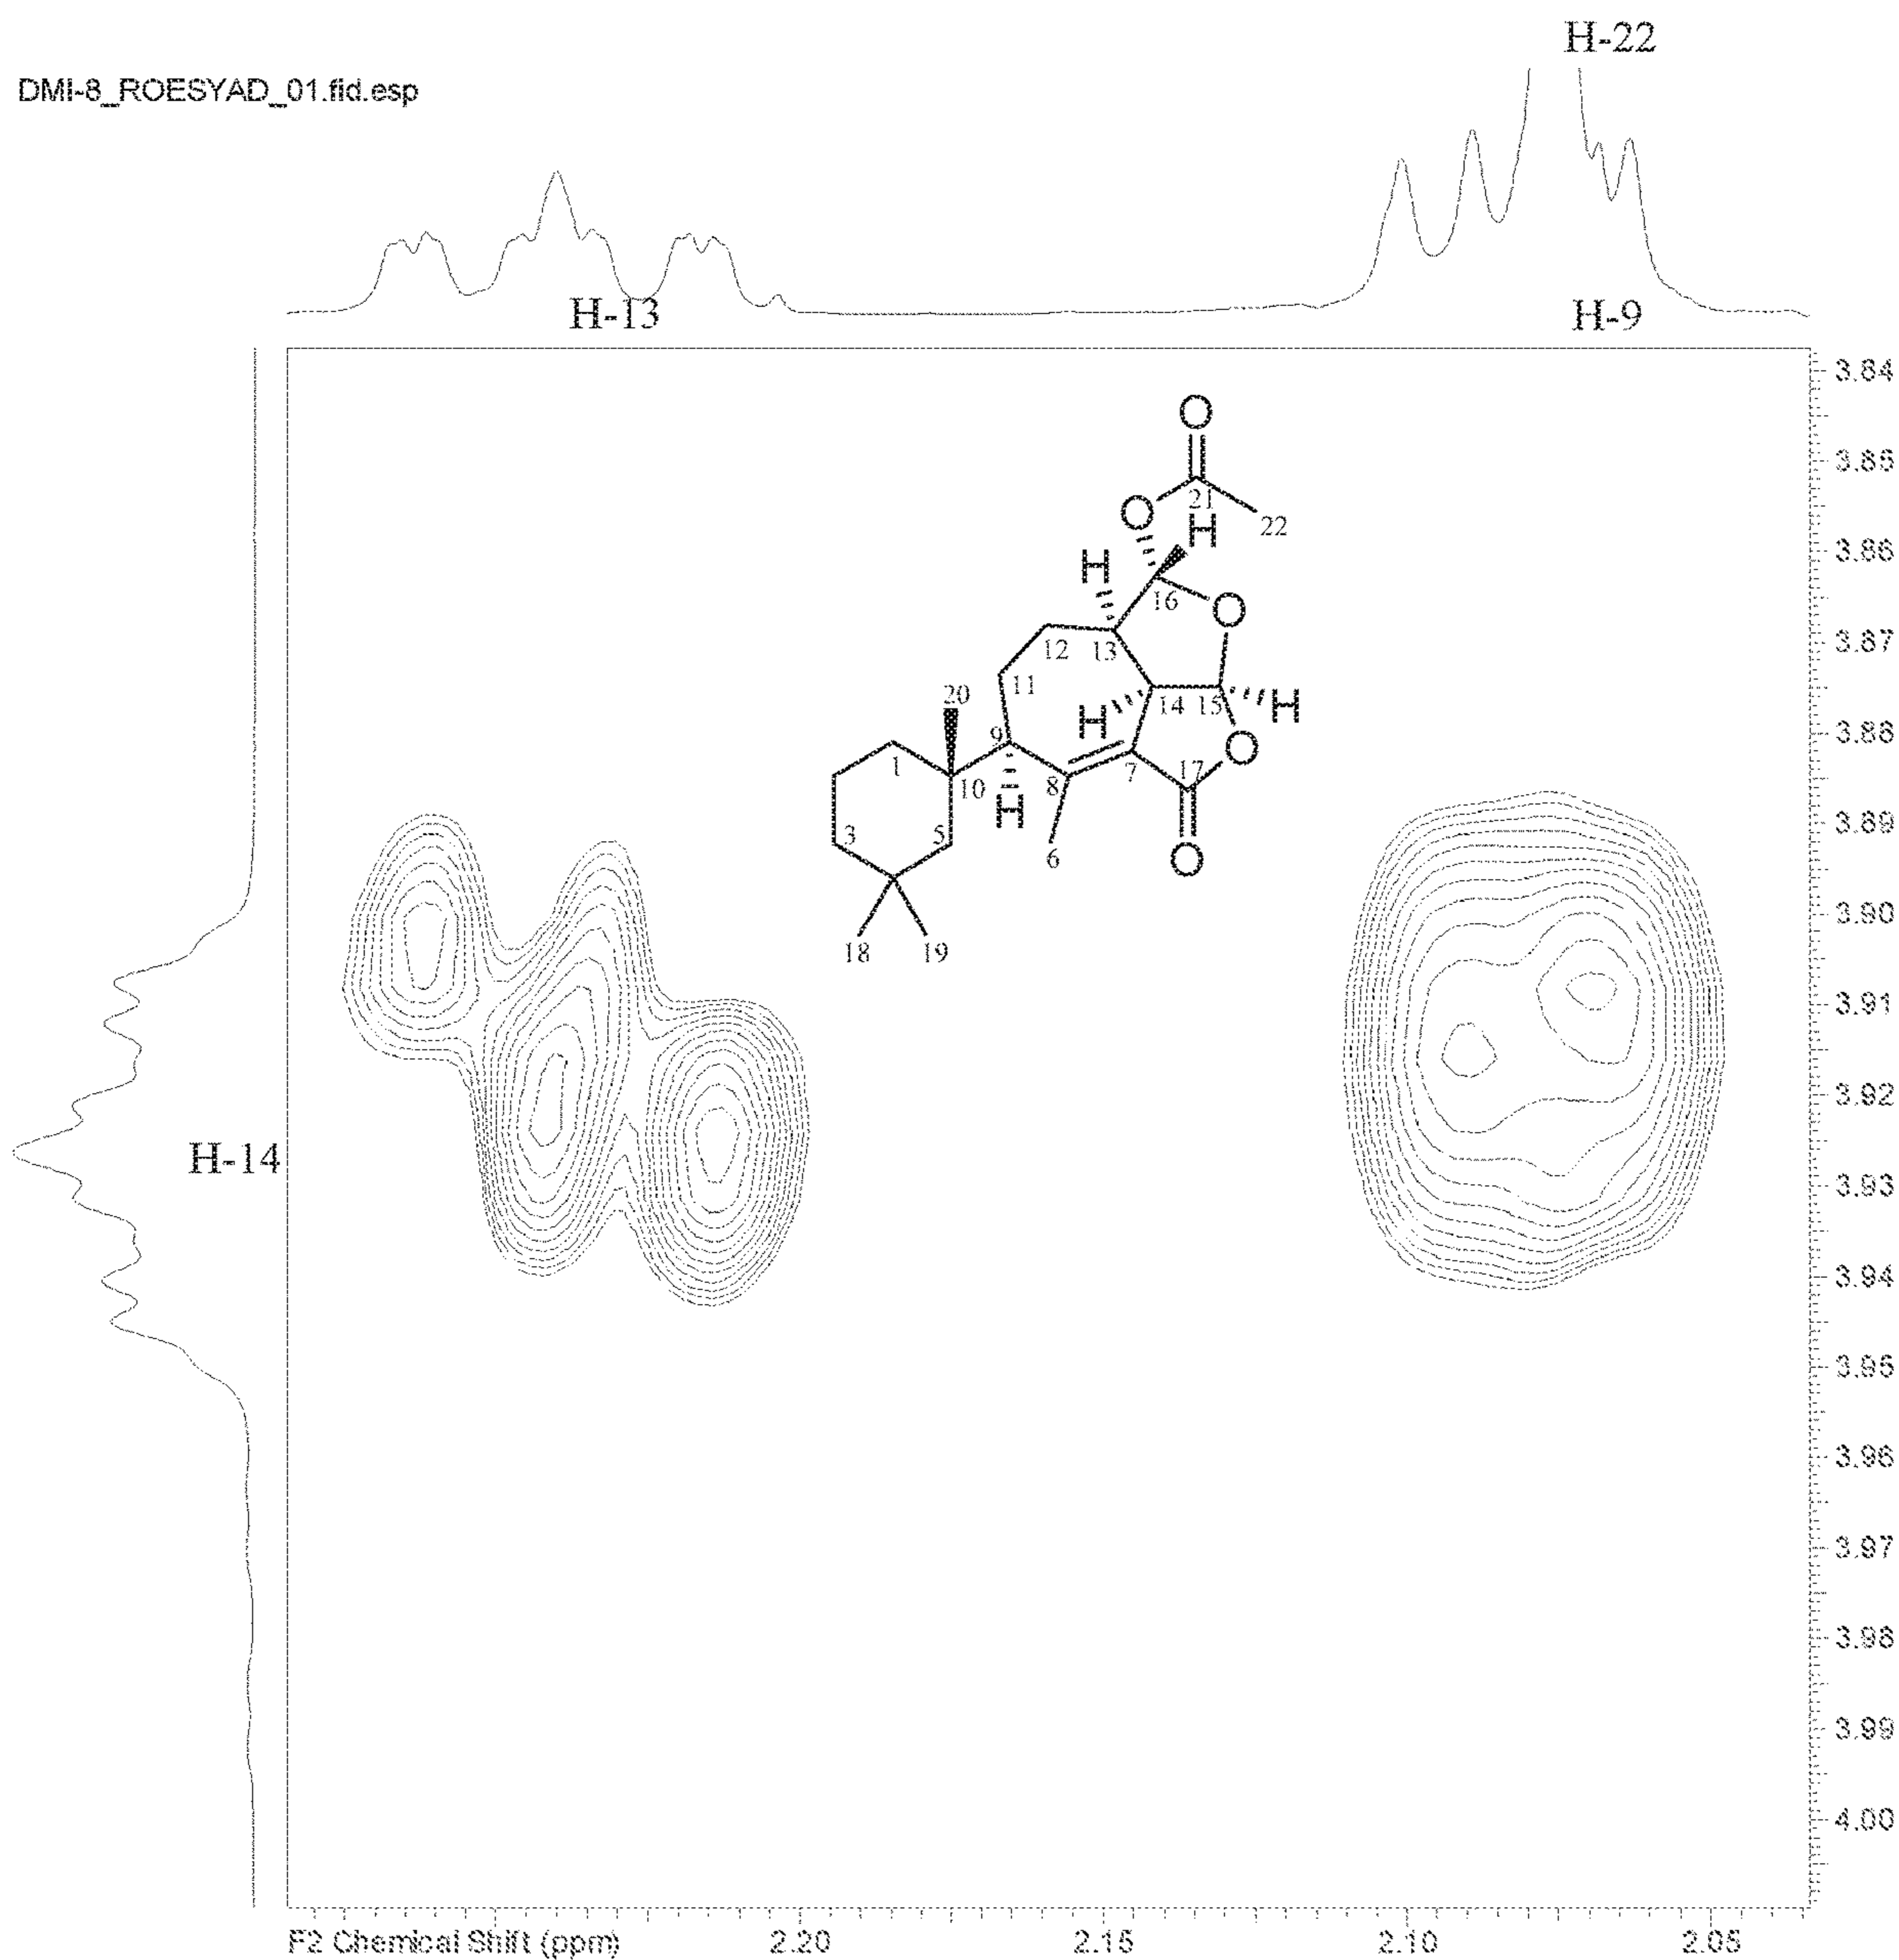 H-22
DMI-8_ROESYAD_01.fid.esp
H-13
H-9
3.84
O
3.85
O
21
H
22
3.86
H
16
O
3.87
12
13
11
20
H
14
15
H
3.88
9
O
1
8
7
17
10
H
3.89
3
5
6
O
3.90
18
19
3.91
3.92
H-14
3.93
3.94
3.95
3.96
3.97
3.98
3.99
4.00
F2 Chemical Shift (ppm)
2.20
2.15
2.10
2.05